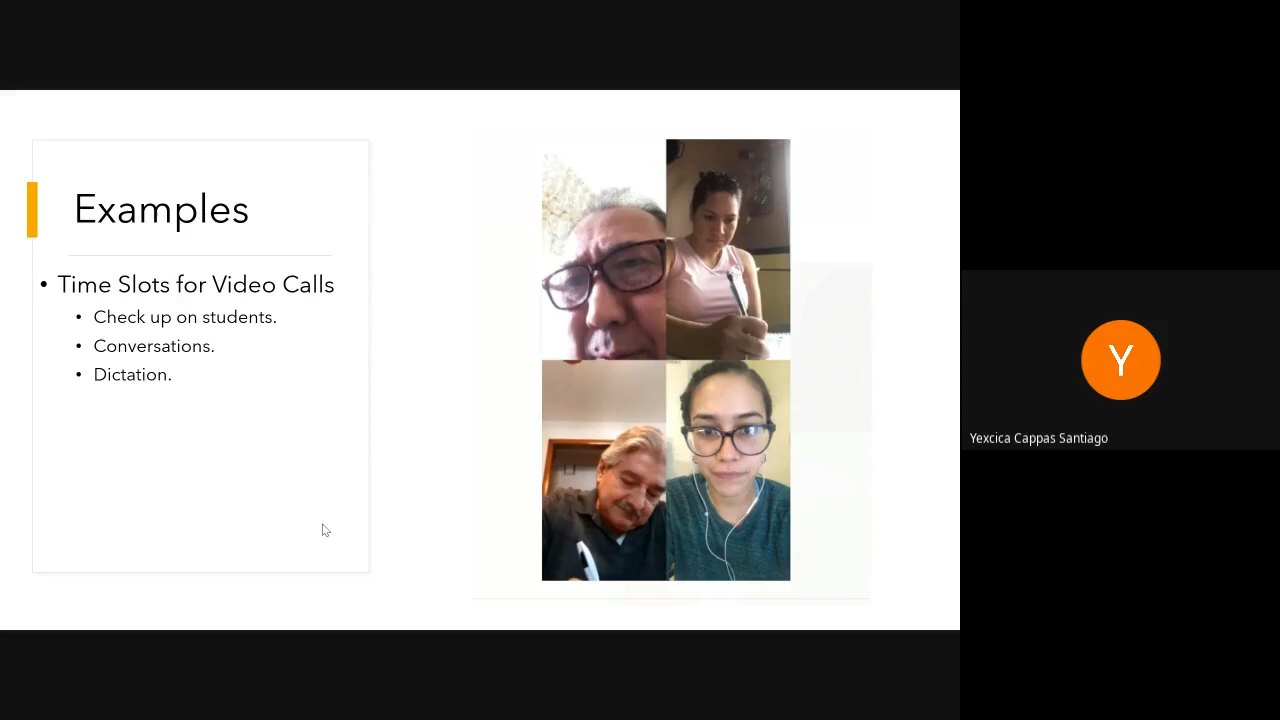 Examples
• Time Slots for Video Calls
• Check up on students.
• Conversations.
• Dictation.
Y
Yexcica Cappas Santiago